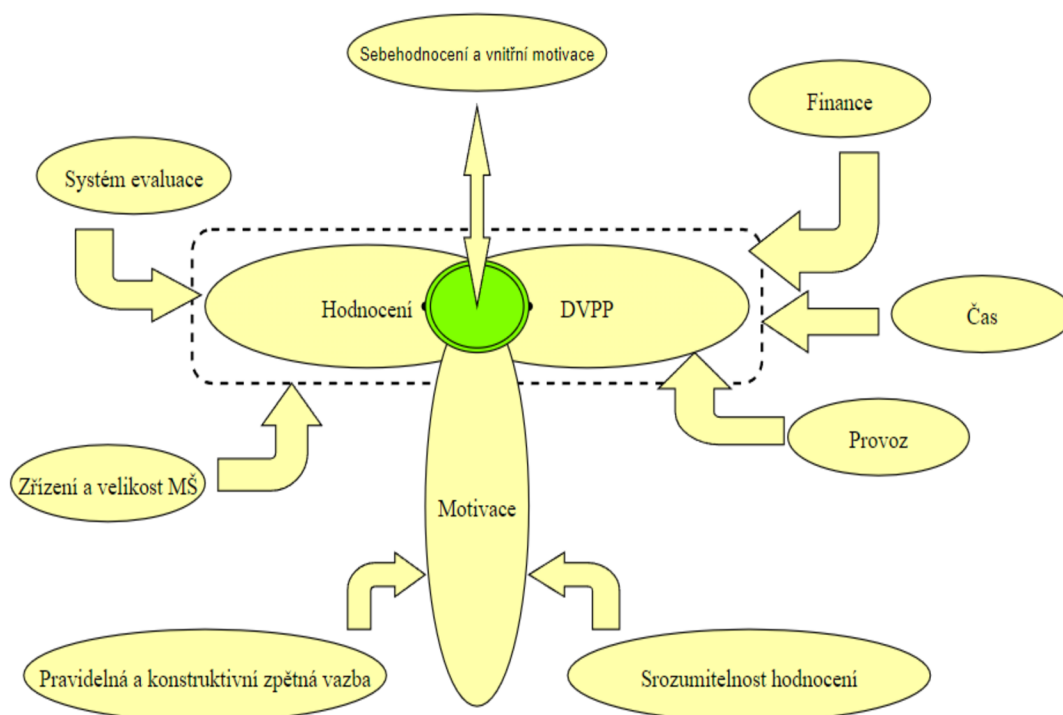 Sebehodnocení a vnitřní motivace
Finance
Systém evaluace
Hodnocení
DVPP
Čas
Provoz
Zřízení a velikost MŠ
Motivace
Pravidelná a konstruktivní zpětná vazba
Srozumitelnost hodnocení